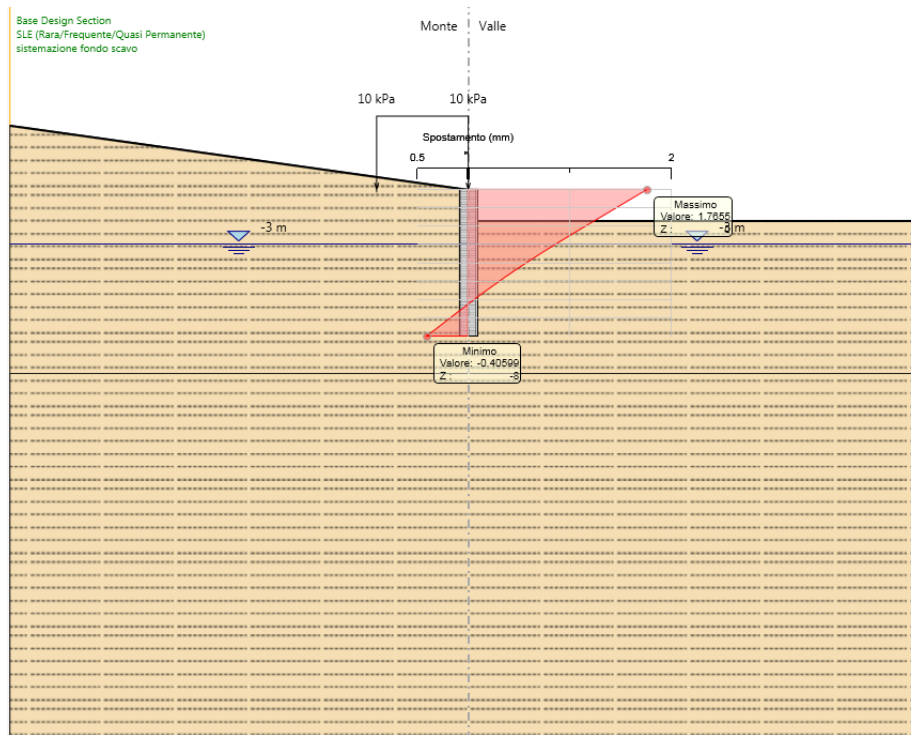 Base Design Section
SLE (Rara/Frequente/Quasi Permanente)
sistemazione fondo scavo
Monte
Valle
10 kPa
10 kPa
Spostamento (mm)
0.5
2
Massimo
Valore: 1.7655
Z :
-3 m
m
Minimo
Valore: -0.40599
Z : -8